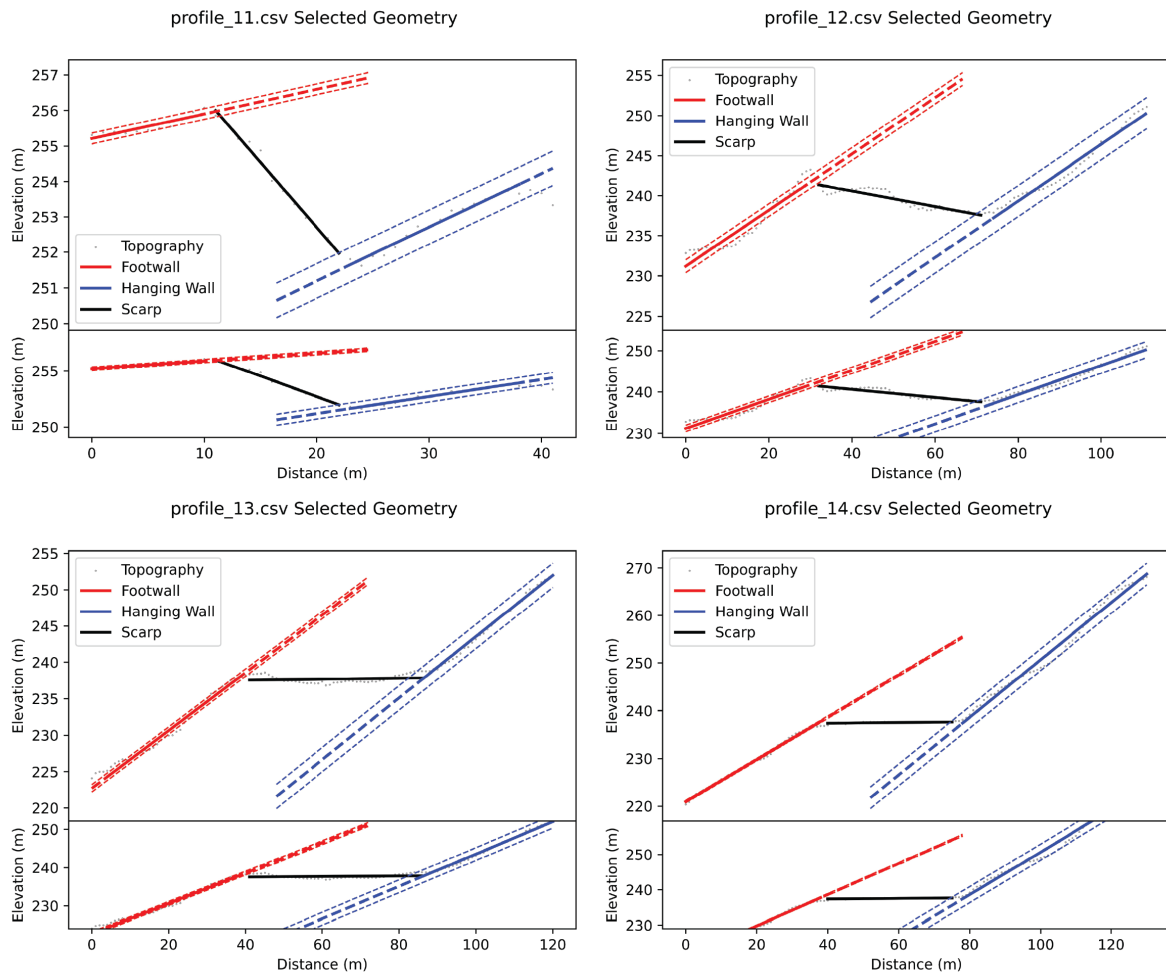 profile_11.csv Selected Geometry
257
256
255
254
253
252
251
250
Elevation (m)
Topography
Footwall
Hanging Wall
Scarp
255
250
Elevation (m)
0 10 20 30 40
Distance (m)
profile_12.csv Selected Geometry
255
250
245
240
235
230
225
Elevation (m)
Topography
Footwall
Hanging Wall
Scarp
250
240
230
Elevation (m)
0 20 40 60 80 100
Distance (m)
profile_13.csv Selected Geometry
255
250
245
240
235
230
225
220
Elevation (m)
Topography
Footwall
Hanging Wall
Scarp
250
230
Elevation (m)
0 20 40 60 80 100 120
Distance (m)
profile_14.csv Selected Geometry
270
260
250
240
230
220
Elevation (m)
Topography
Footwall
Hanging Wall
Scarp
250
240
230
Elevation (m)
0 20 40 60 80 100 120
Distance (m)